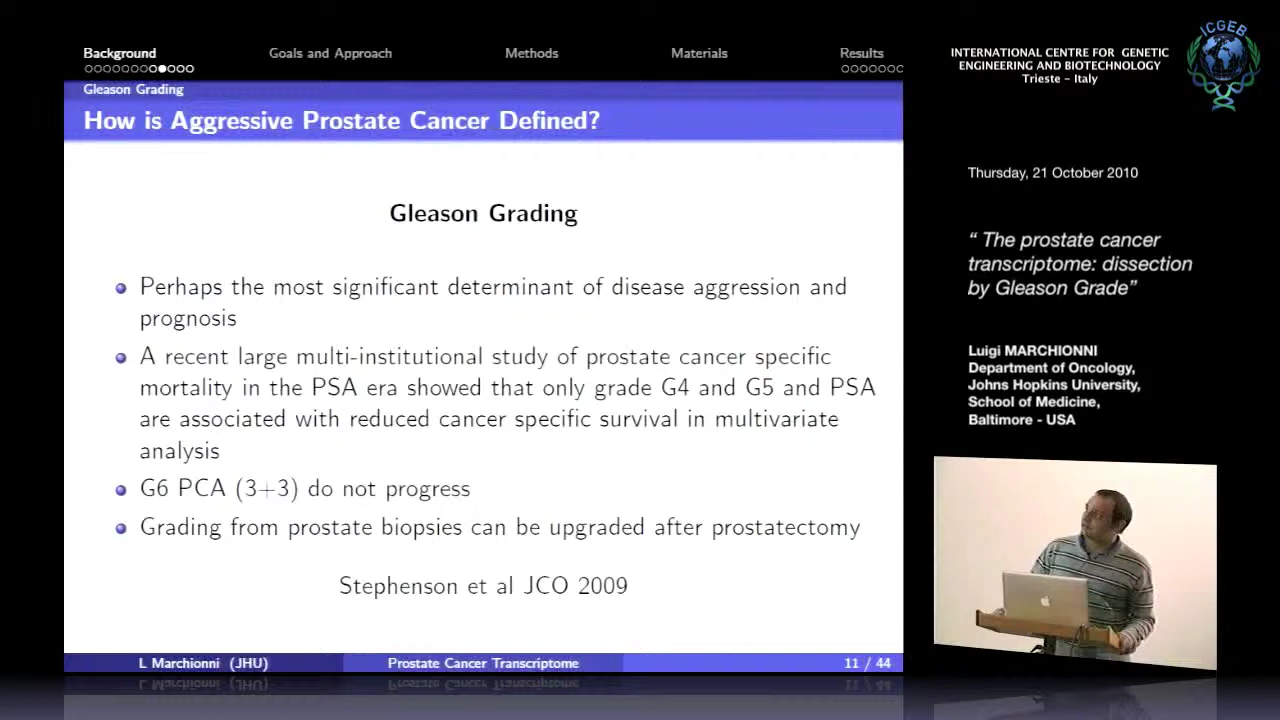 Background Goals and Approach Methods Materials Results
Gleason Grading
How is Aggressive Prostate Cancer Defined?
Gleason Grading
Perhaps the most significant determinant of disease aggression and
prognosis
A recent large multi-institutional study of prostate cancer specific
mortality in the PSA era showed that only grade G4 and G5 and PSA
are associated with reduced cancer specific survival in multivariate
analysis
G6 PCA (3+3) do not progress
Grading from prostate biopsies can be upgraded after prostatectomy
Stephenson et al JCO 2009
L Marchionni (JHU) Prostate Cancer Transcriptome 11 / 44
INTERNATIONAL CENTRE FOR GENETIC
ENGINEERING AND BIOTECHNOLOGY
Trieste - Italy
ICGEB
Thursday, 21 October 2010
“ The prostate cancer
transcriptome: dissection
by Gleason Grade”
Luigi MARCHIONNI
Department of Oncology,
Johns Hopkins University,
School of Medicine,
Baltimore - USA